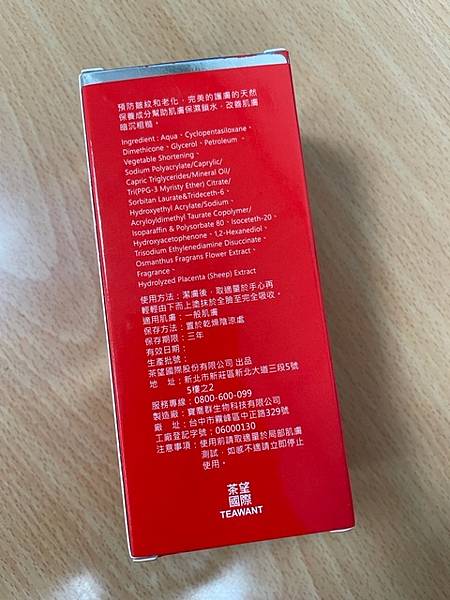 預防皺紋和老化，完美的護膚的天然
保養成分幫助肌膚保濕鎖水，改善肌膚
暗沉粗糙。
Ingredient : Aqua、Cyclopentasiloxane、
Dimethicone、Glycerol、Petroleum 、
Vegetable Shortening、
Sodium Polyacrylate/Caprylic/
Capric Triglycerides/Mineral Oil/
Tri(PPG-3 Myristy Ether) Citrate/
Sorbitan Laurate&Trideceth-6、
Hydroxyethyl Acrylate/Sodium
Acryloyldimethyl Taurate Copolymer/
Isoparaffin & Polysorbate 80、Isoceteth-20、
Hydroxyacetophenone、1,2-Hexanediol、
Trisodium Ethylenediamine Disuccinate、
Osmanthus Fragrans Flower Extract、
Fragrance、
Hydrolyzed Placenta (Sheep) Extract
使用方法：潔膚後，取適量於手心再
輕輕由下而上塗抹於全臉至完全吸收。
適用肌膚：一般肌膚
保存方法：置於乾燥陰涼處
保存期限：三年
有效日期：
生產批號：
茶望國際股份有限公司 出品
地 址：新北市新莊區新北大道三段5號
5樓之2
服務專線：0800-600-099
製造廠：寶喬群生物科技有限公司
廠 址：台中市霧峰區中正路329號
工廠登記字號：06000130
注意事項：使用前請取適量於局部肌膚
測試，如感不適請立即停止
使用。
茶望
國際
TEAWANT